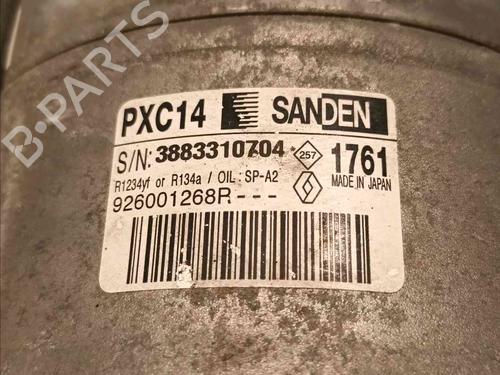 B-PARTS
PXC14 SANDEN
S/N: 3883310704 257 1761
R1234yf or R134a / OIL : SP-A2 MADE IN JAPAN
926001268R---